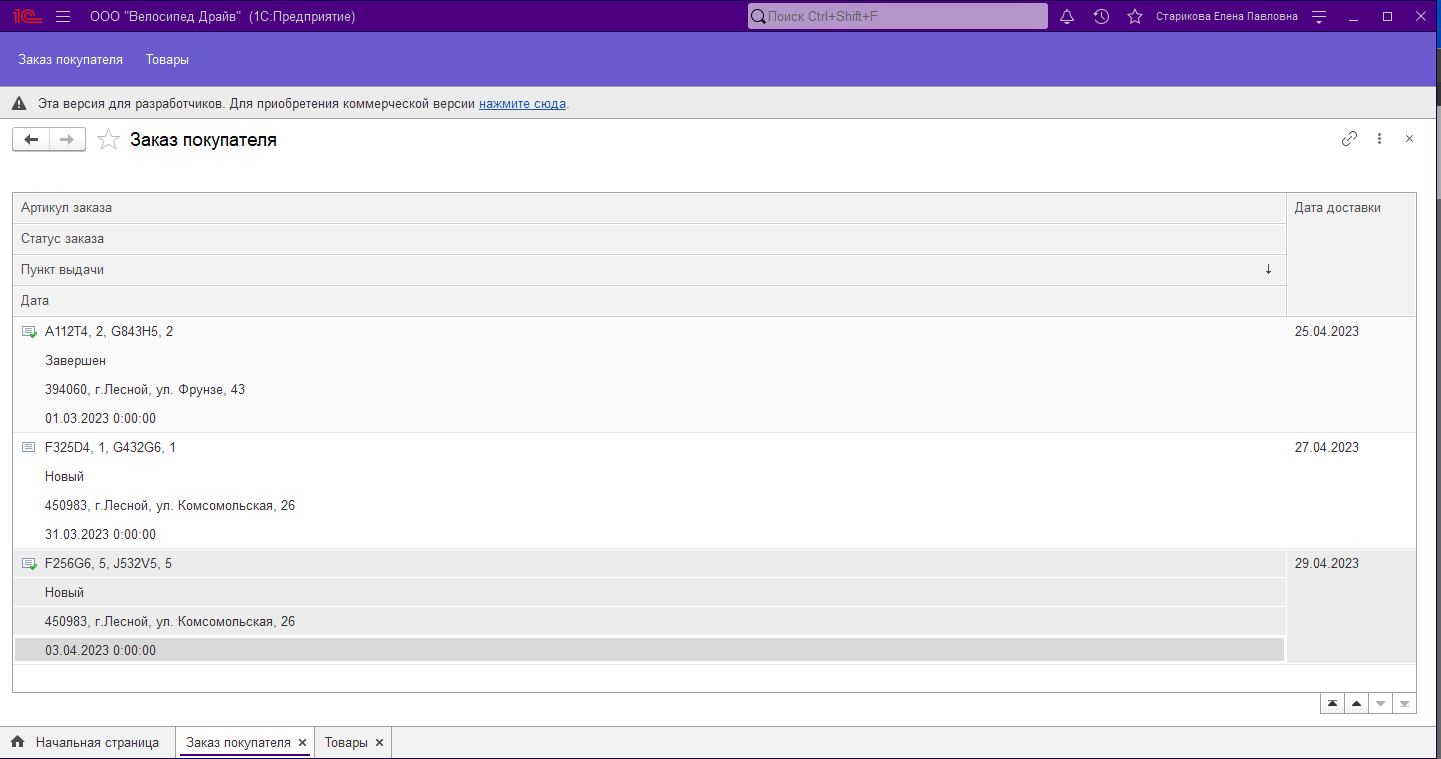 1С ООО "Велосипед Драйв" (1С:Предприятие) Поиск Ctrl+Shift+F Старикова Елена Павловна
Заказ покупателя Товары
Эта версия для разработчиков. Для приобретения коммерческой версии нажмите сюда.
Заказ покупателя
Артикул заказа Дата доставки
Статус заказа
Пункт выдачи ↓
Дата
A112T4, 2, G843H5, 2 25.04.2023
Завершен
394060, г.Лесной, ул. Фрунзе, 43
01.03.2023 0:00:00
F325D4, 1, G432G6, 1 27.04.2023
Новый
450983, г.Лесной, ул. Комсомольская, 26
31.03.2023 0:00:00
F256G6, 5, J532V5, 5 29.04.2023
Новый
450983, г.Лесной, ул. Комсомольская, 26
03.04.2023 0:00:00
Начальная страница Заказ покупателя × Товары ×